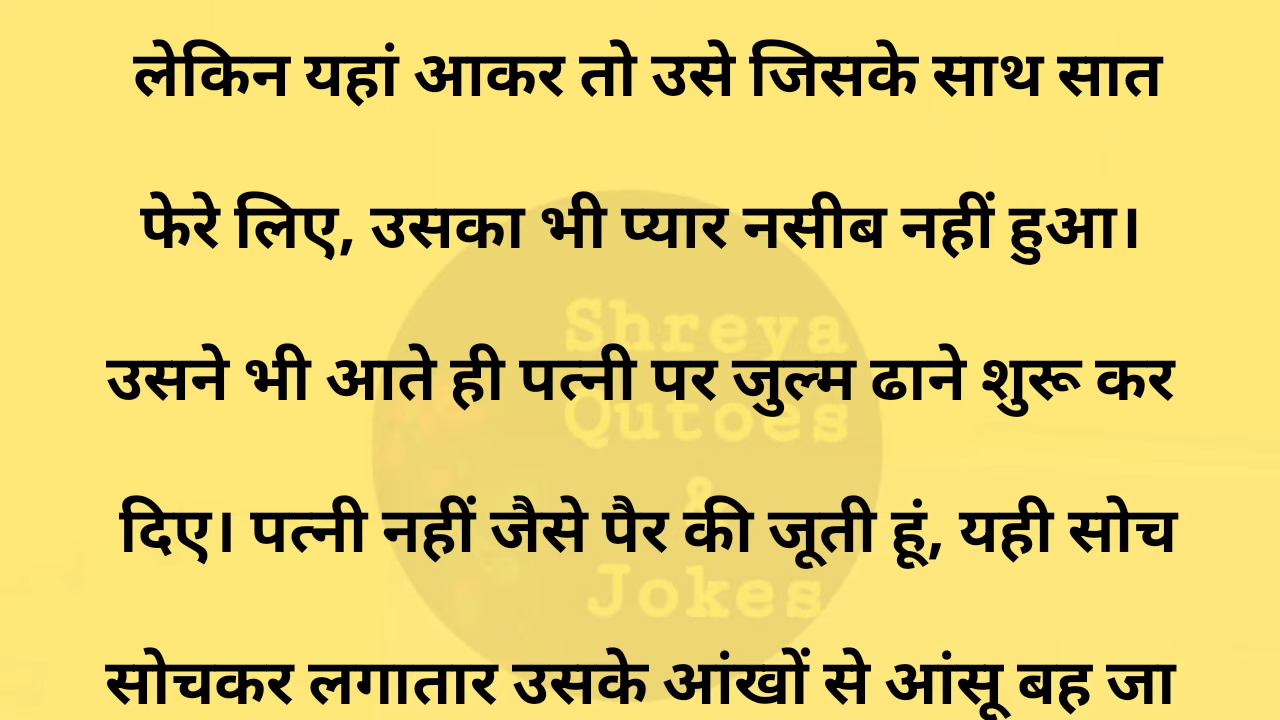 लेकिन यहां आकर तो उसे जिसके साथ सात
फेरे लिए, उसका भी प्यार नसीब नहीं हुआ।
Shreya
उसने भी आते ही पत्नी पर जुल्म ढाने शुरू कर
Qutoes
&
दिए। पत्नी नहीं जैसे पैर की जूती हूं, यही सोच
Jokes
सोचकर लगातार उसके आंखों से आंसू बह जा